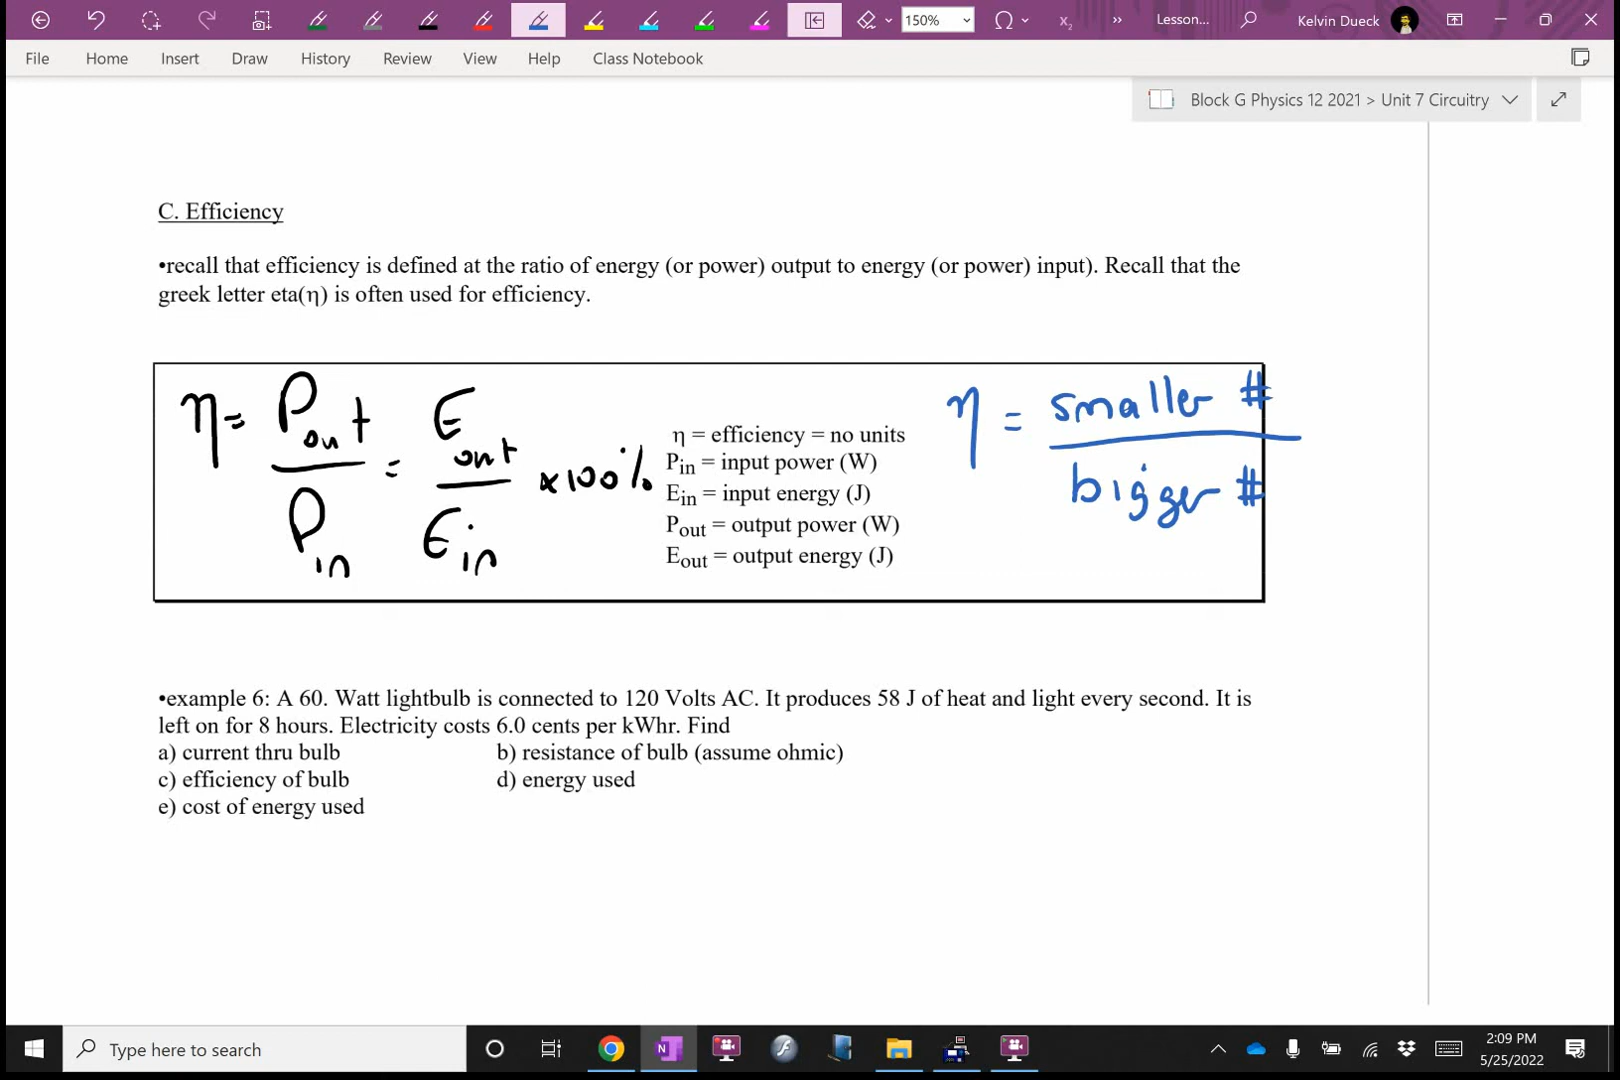 150%
Ω
x₂
»
Lesson...
Kelvin Dueck
File Home Insert Draw History Review View Help Class Notebook
Block G Physics 12 2021 > Unit 7 Circuitry
C. Efficiency
•recall that efficiency is defined at the ratio of energy (or power) output to energy (or power) input). Recall that the
greek letter eta(η) is often used for efficiency.
η = P out / P in = E out / E in × 100%
η = efficiency = no units
Pin = input power (W)
Ein = input energy (J)
Pout = output power (W)
Eout = output energy (J)
η = smaller # / bigger #
•example 6: A 60. Watt lightbulb is connected to 120 Volts AC. It produces 58 J of heat and light every second. It is
left on for 8 hours. Electricity costs 6.0 cents per kWhr. Find
a) current thru bulb b) resistance of bulb (assume ohmic)
c) efficiency of bulb d) energy used
e) cost of energy used
Type here to search
2:09 PM
5/25/2022